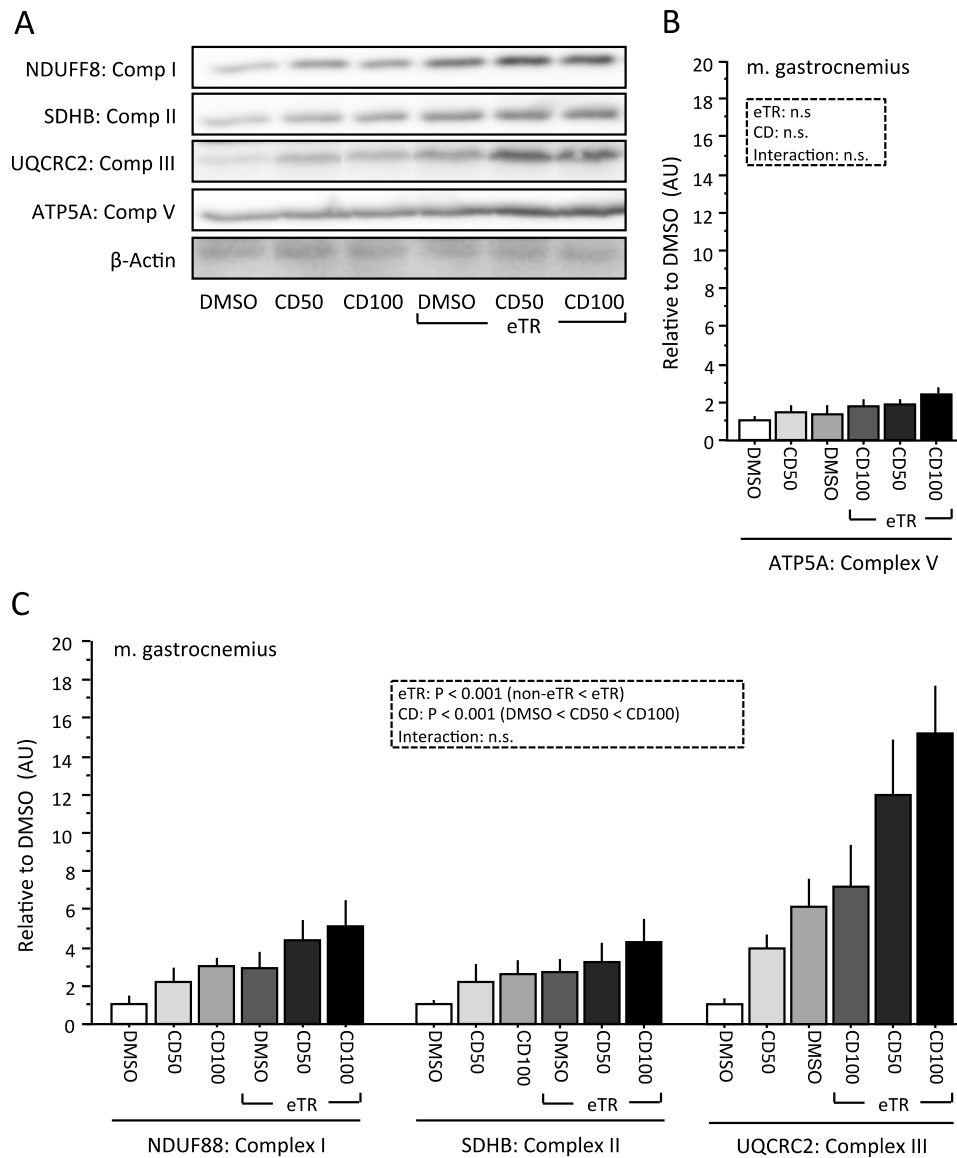 A
NDUFF8: Comp I
SDHB: Comp II
UQCRC2: Comp III
ATP5A: Comp V
β-Actin
DMSO CD50 CD100 DMSO CD50 CD100
eTR
B
m. gastrocnemius
eTR: n.s
CD: n.s.
Interaction: n.s.
Relative to DMSO (AU)
20
18
16
14
12
10
8
6
4
2
0
DMSO CD50 DMSO CD100 CD50 CD100
eTR
ATP5A: Complex V
C
m. gastrocnemius
eTR: P < 0.001 (non-eTR < eTR)
CD: P < 0.001 (DMSO < CD50 < CD100)
Interaction: n.s.
Relative to DMSO (AU)
20
18
16
14
12
10
8
6
4
2
0
DMSO CD50 CD100 DMSO CD50 CD100
eTR
NDUF88: Complex I
DMSO CD50 CD100 DMSO CD50 CD100
eTR
SDHB: Complex II
DMSO CD50 DMSO CD100 CD50 CD100
eTR
UQCRC2: Complex III